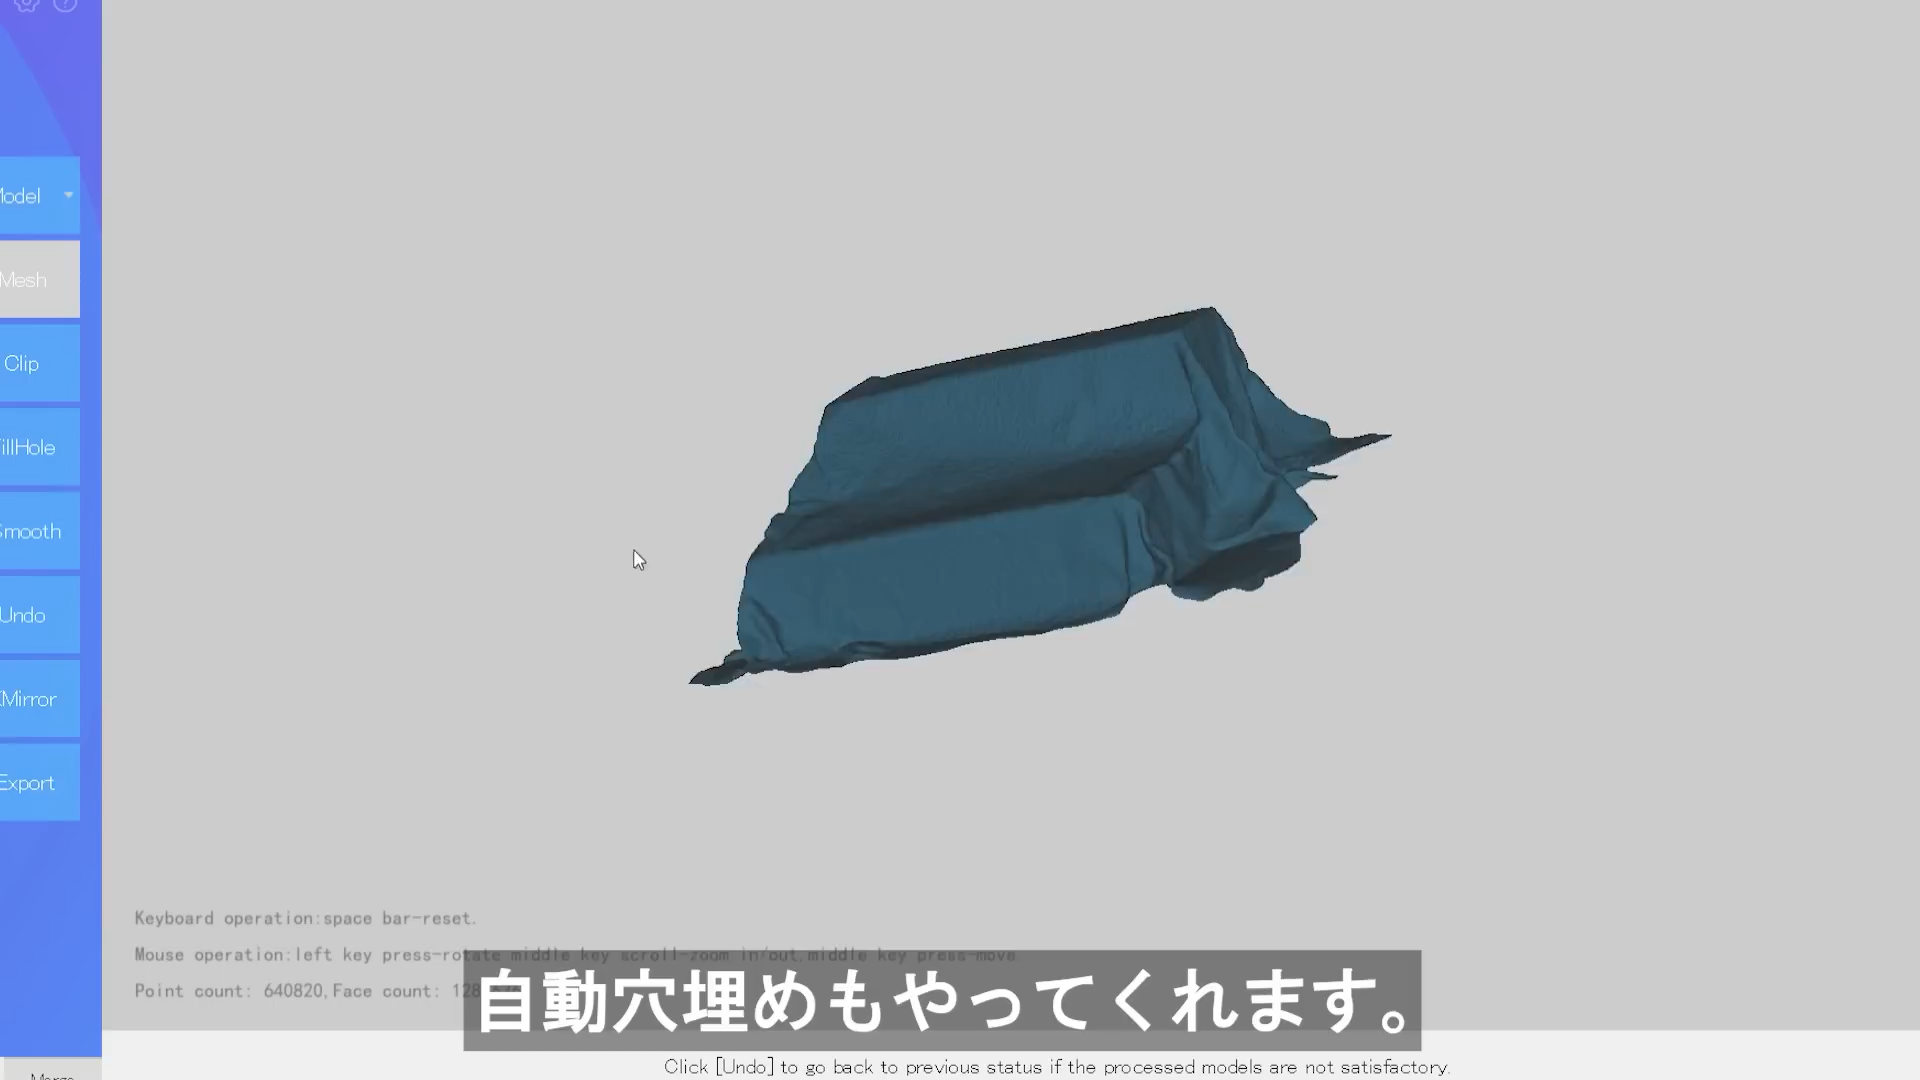 Model
Mesh
Clip
FillHole
Smooth
Undo
Mirror
Export
Keyboard operation:space bar-reset.
Mouse operation:left key press-rotate middle key scroll-zoom in/out,middle key press-move
Point count: 640820,Face count: 128
自動穴埋めもやってくれます。
Click [Undo] to go back to previous status if the processed models are not satisfactory.